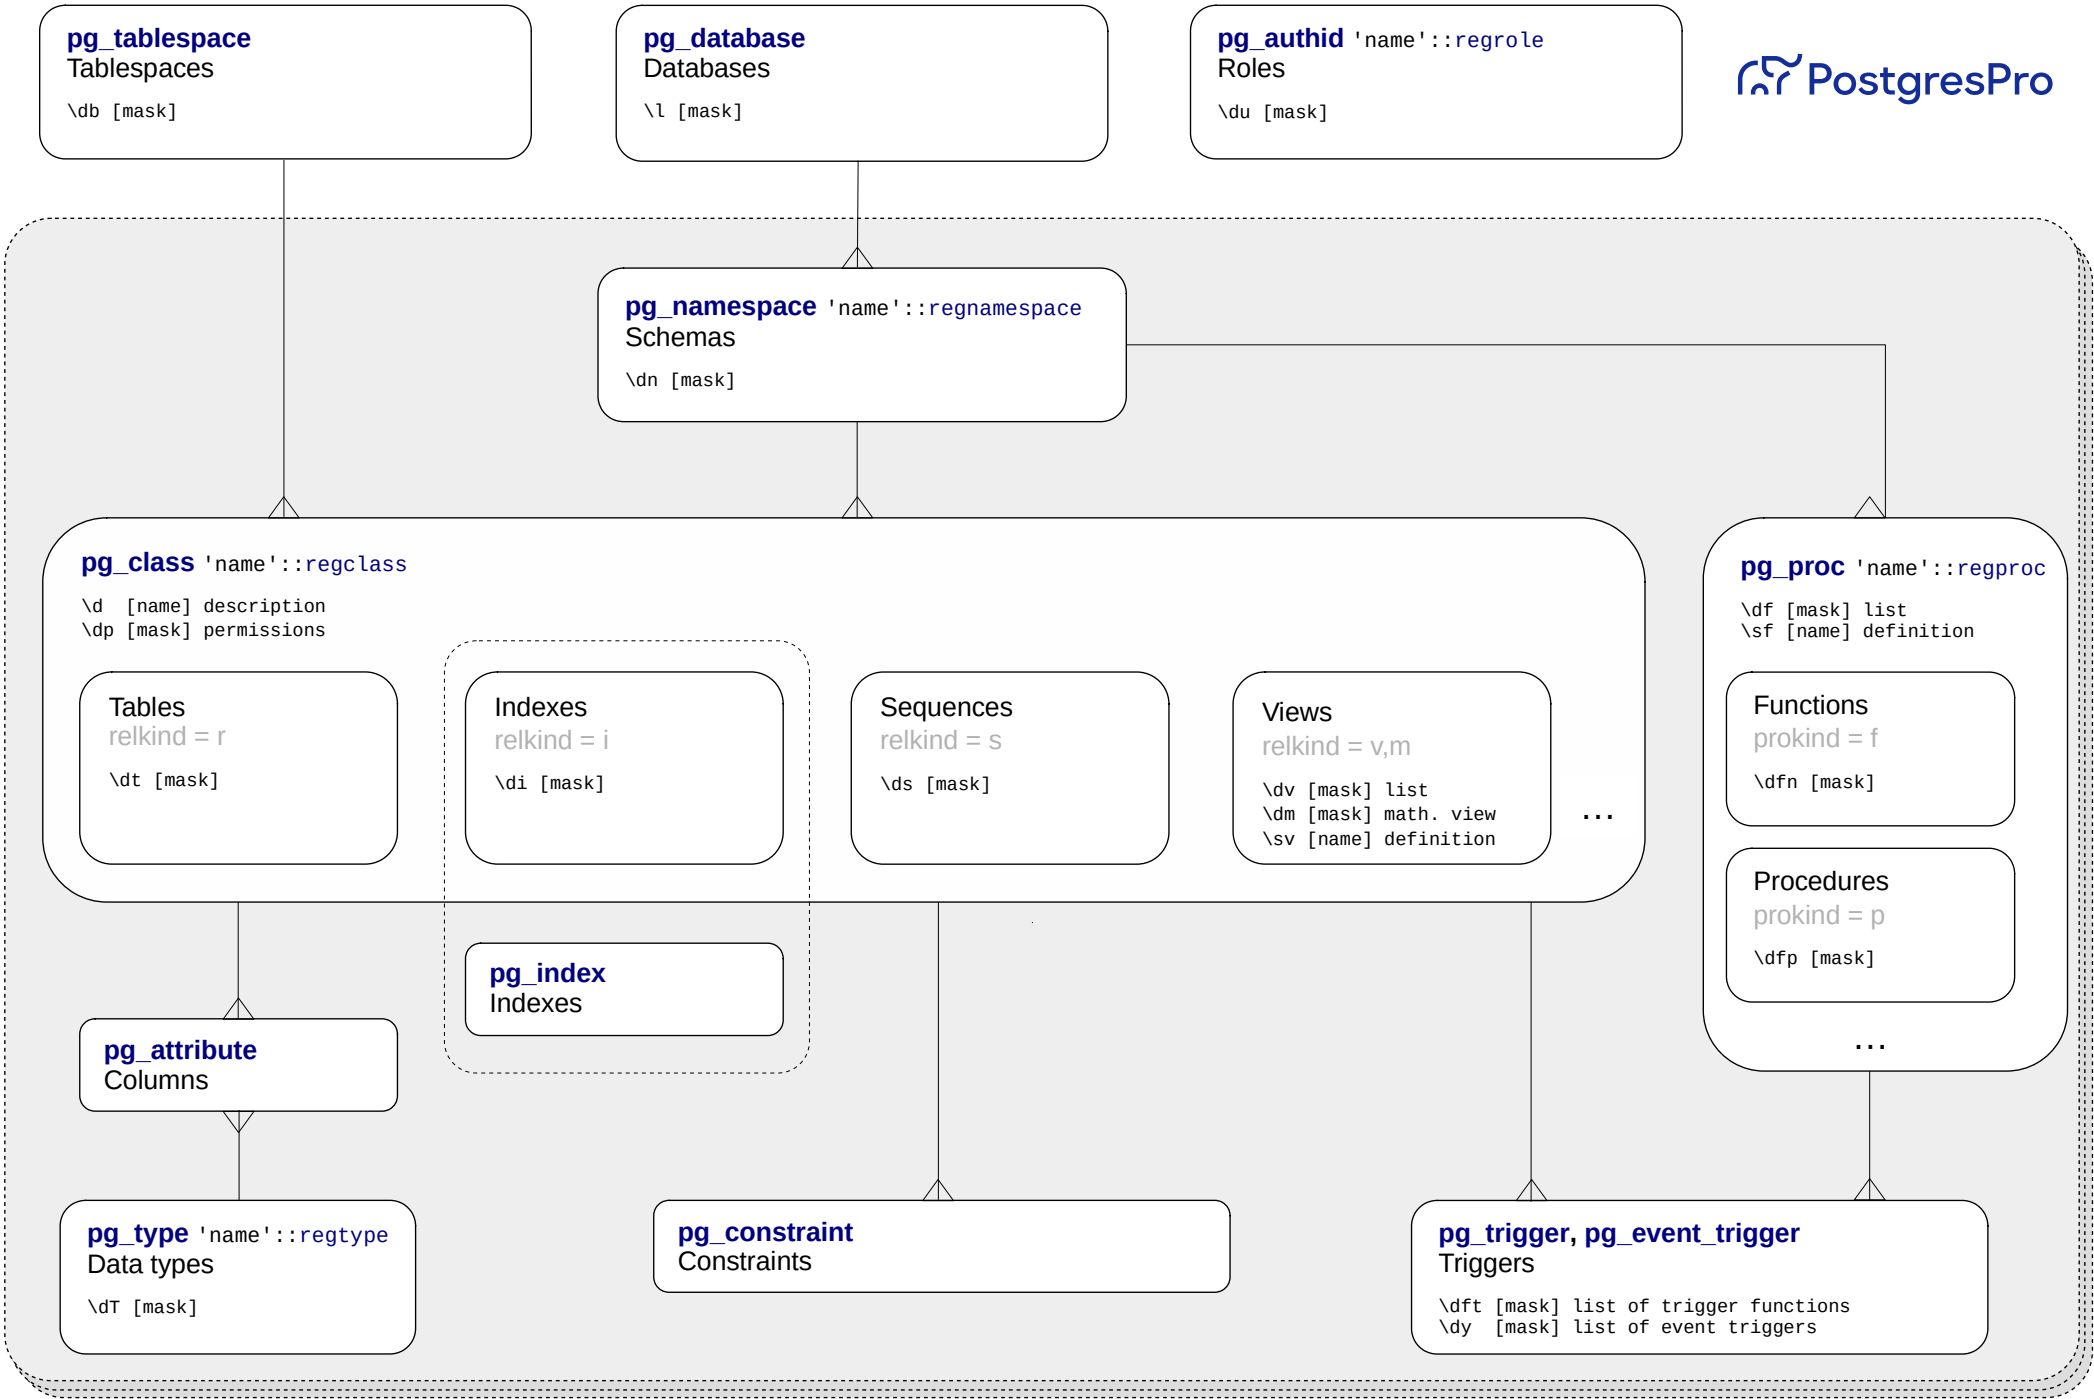 pg_tablespace
Tablespaces
\db [mask]
pg_database
Databases
\l [mask]
pg_authid 'name'::regrole
Roles
\du [mask]
PostgresPro
pg_namespace 'name'::regnamespace
Schemas
\dn [mask]
pg_class 'name'::regclass
\d  [name] description
\dp [mask] permissions
Tables
relkind = r
\dt [mask]
Indexes
relkind = i
\di [mask]
Sequences
relkind = s
\ds [mask]
Views
relkind = v,m
\dv [mask] list
\dm [mask] math. view
\sv [name] definition
...
pg_proc 'name'::regproc
\df [mask] list
\sf [name] definition
Functions
prokind = f
\dfn [mask]
Procedures
prokind = p
\dfp [mask]
...
pg_index
Indexes
pg_attribute
Columns
pg_type 'name'::regtype
Data types
\dT [mask]
pg_constraint
Constraints
pg_trigger, pg_event_trigger
Triggers
\dft [mask] list of trigger functions
\dy  [mask] list of event triggers